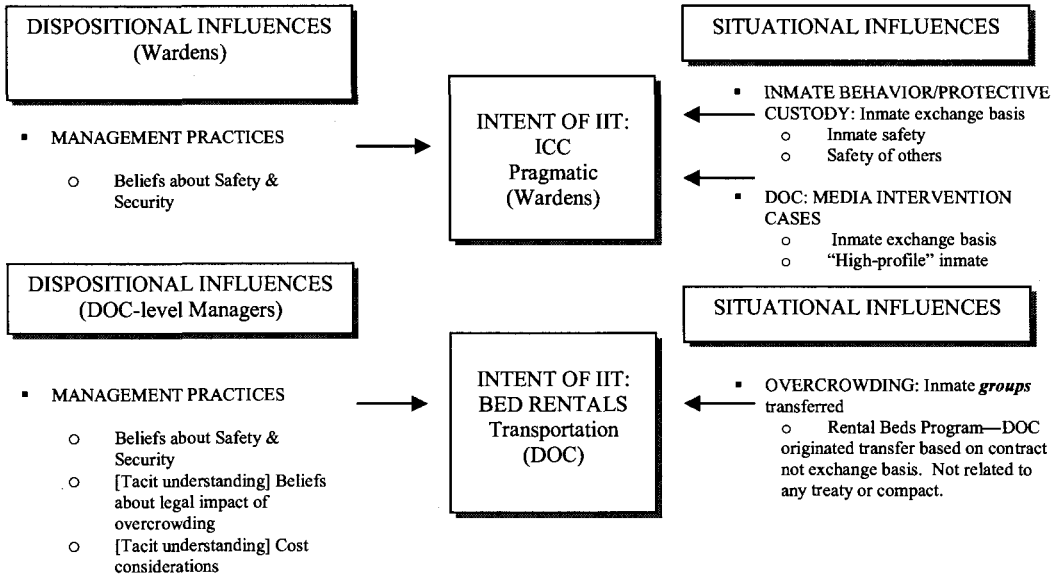 DISPOSITIONAL INFLUENCES
(Wardens)
▪ MANAGEMENT PRACTICES
o Beliefs about Safety &
Security
INTENT OF IIT:
ICC
Pragmatic
(Wardens)
SITUATIONAL INFLUENCES
▪ INMATE BEHAVIOR/PROTECTIVE
CUSTODY: Inmate exchange basis
o Inmate safety
o Safety of others
▪ DOC: MEDIA INTERVENTION
CASES
o Inmate exchange basis
o “High-profile” inmate
DISPOSITIONAL INFLUENCES
(DOC-level Managers)
▪ MANAGEMENT PRACTICES
o Beliefs about Safety &
Security
o [Tacit understanding] Beliefs
about legal impact of
overcrowding
o [Tacit understanding] Cost
considerations
INTENT OF IIT:
BED RENTALS
Transportation
(DOC)
SITUATIONAL INFLUENCES
▪ OVERCROWDING: Inmate groups
transferred
o Rental Beds Program—DOC
originated transfer based on contract
not exchange basis. Not related to
any treaty or compact.